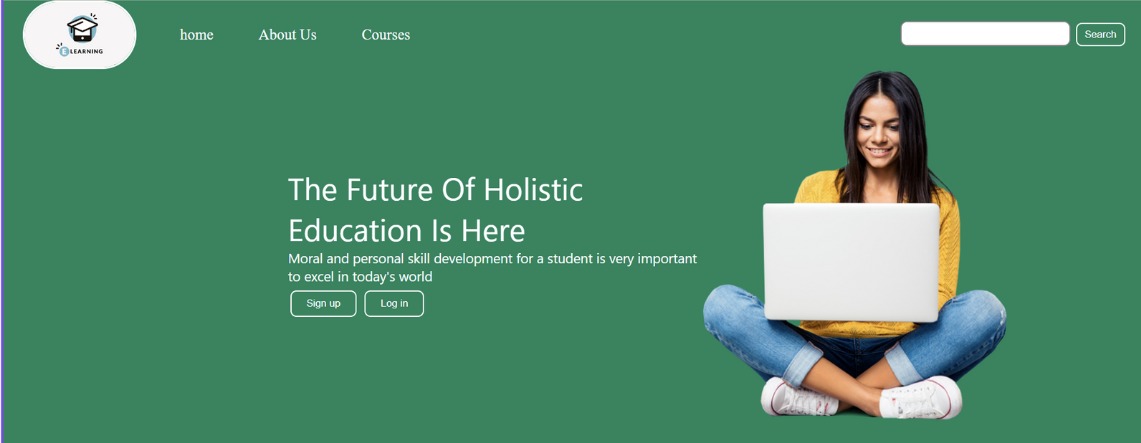 E LEARNING
home
About Us
Courses
Search
The Future Of Holistic
Education Is Here
Moral and personal skill development for a student is very important
to excel in today's world
Sign up
Log in